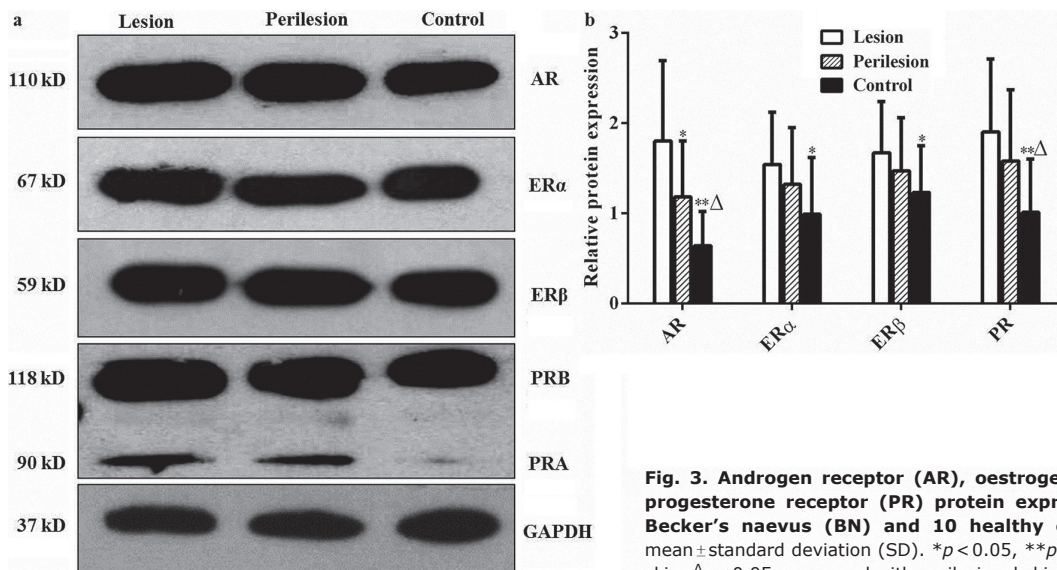 a
Lesion Perilesion Control
110 kD AR
67 kD ERα
59 kD ERβ
118 kD PRB
90 kD PRA
37 kD GAPDH
b
Relative protein expression
3
2
1
0
Lesion
Perilesion
Control
*
**Δ
*
*
**Δ
AR ERα ERβ PR
Fig. 3. Androgen receptor (AR),
progesterone receptor (PR) protein
Becker's naevus (BN) and 10 healthy
mean±standard deviation (SD). *p<0.05, **p